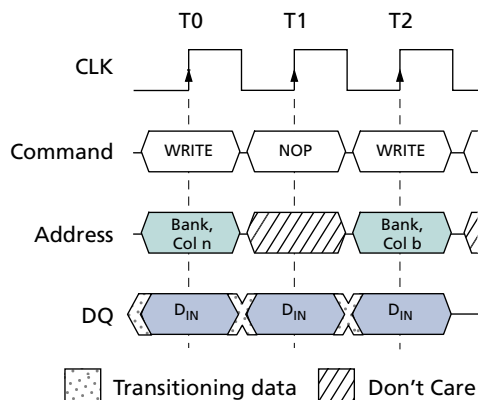 T0 T1 T2
CLK
Command WRITE NOP WRITE
Address Bank, Col n Bank, Col b
DQ DIN DIN DIN
Transitioning data Don't Care